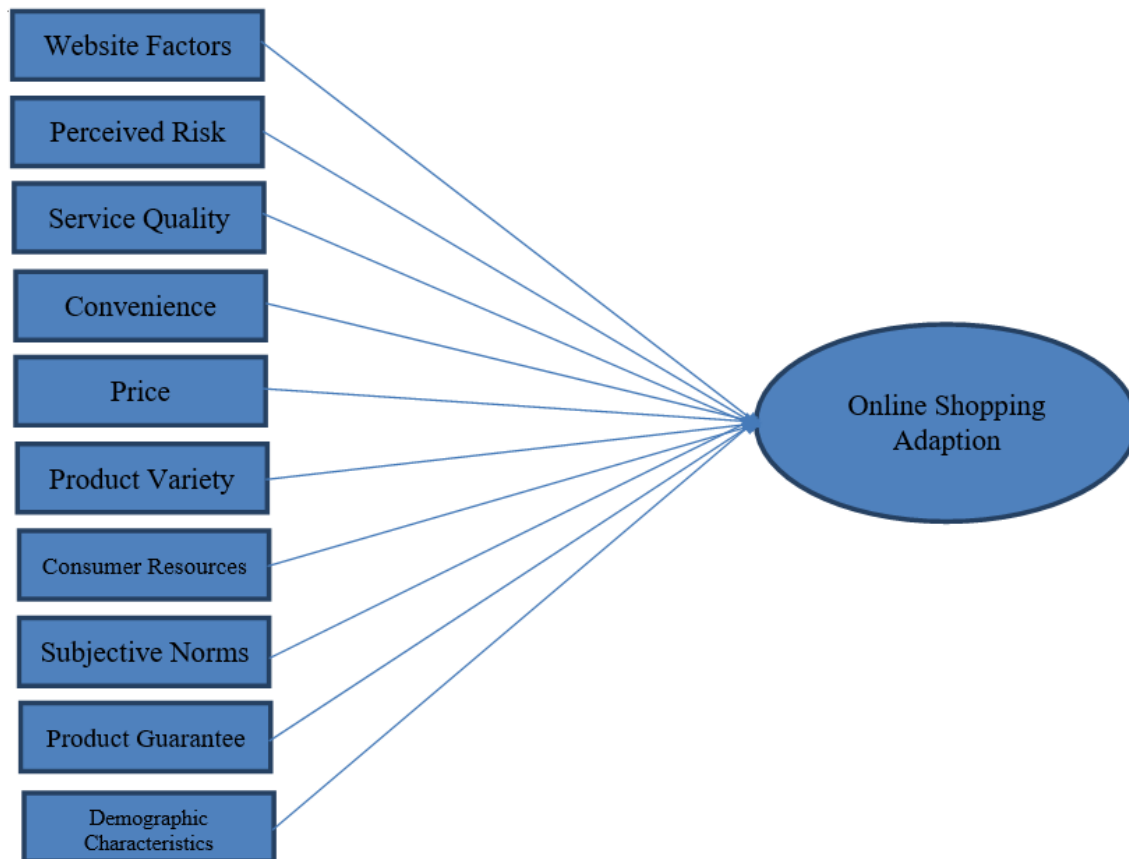 Website Factors
Perceived Risk
Service Quality
Convenience
Price
Product Variety
Consumer Resources
Subjective Norms
Product Guarantee
Demographic
Characteristics
Online Shopping
Adaption